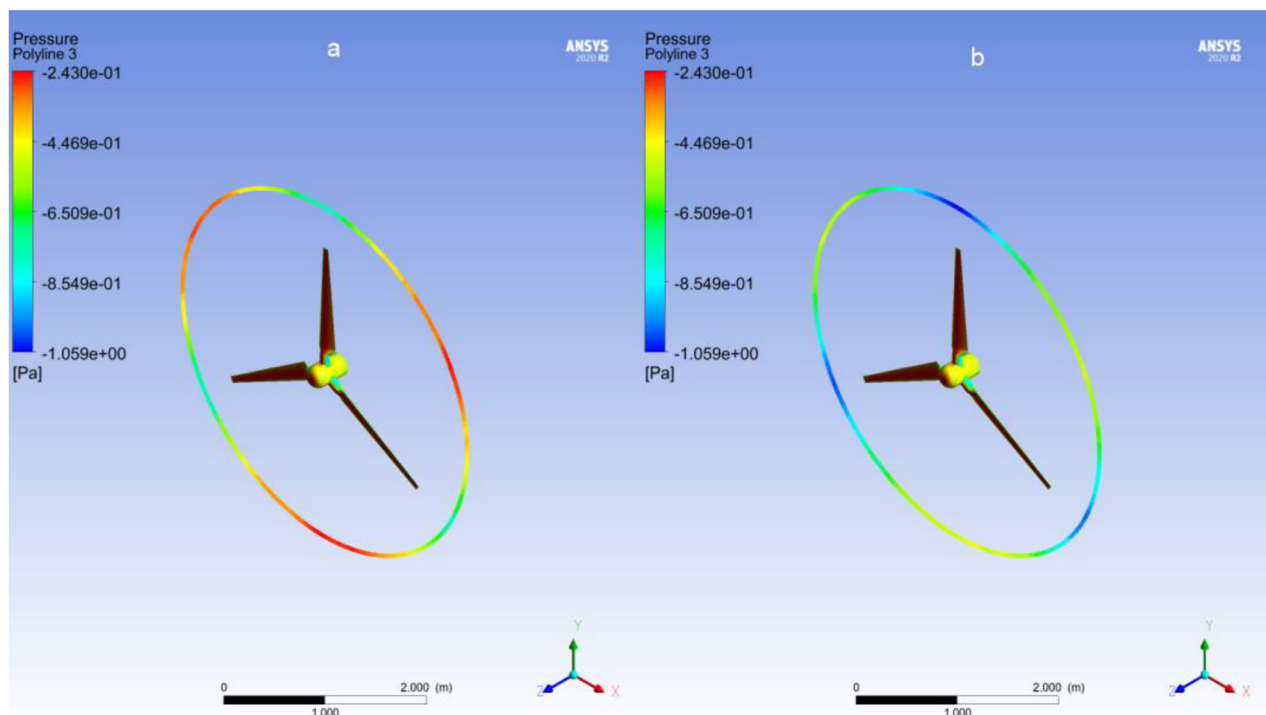 Pressure
Polyline 3
-2.430e-01
-4.469e-01
-6.509e-01
-8.549e-01
-1.059e+00
[Pa]
a
ANSYS
2020 R2
Y
Z
X
0
2.000
(m)
1.000
Pressure
Polyline 3
-2.430e-01
-4.469e-01
-6.509e-01
-8.549e-01
-1.059e+00
[Pa]
b
ANSYS
2020 R2
Y
Z
X
0
2.000
(m)
1.000